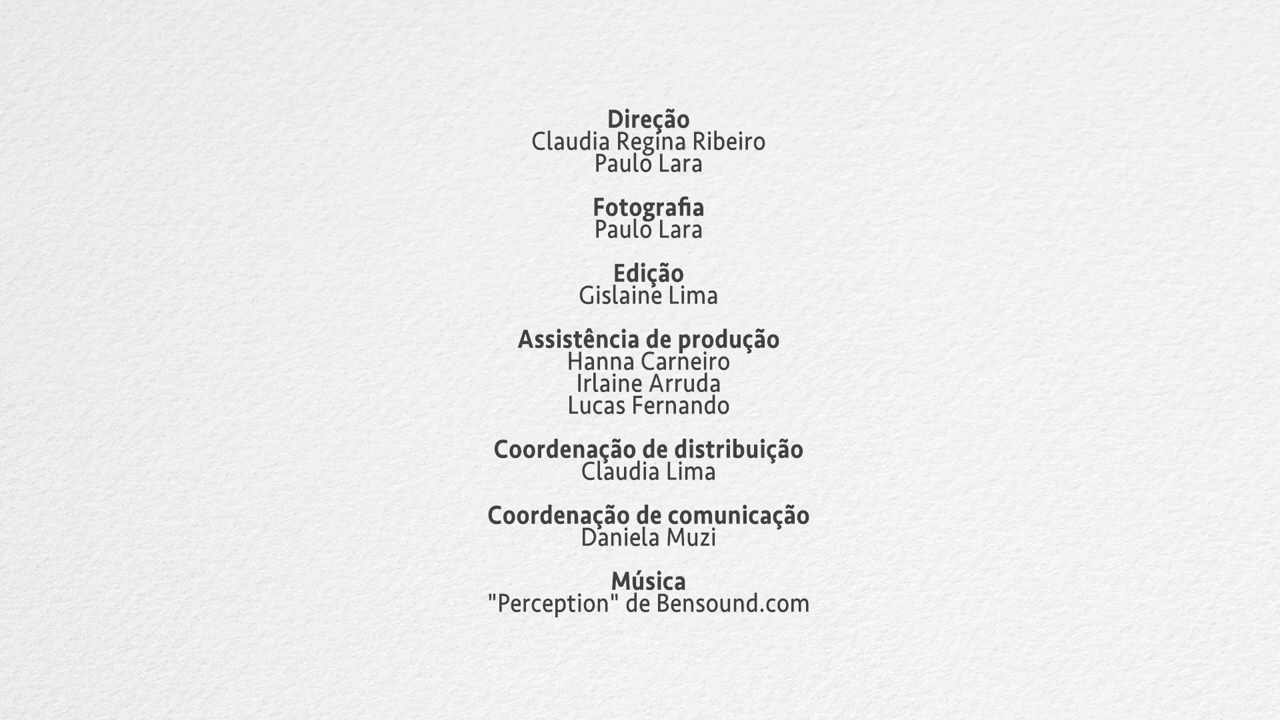 Direção
Claudia Regina Ribeiro
Paulo Lara
Fotografia
Paulo Lara
Edição
Gislaine Lima
Assistência de produção
Hanna Carneiro
Irlaine Arruda
Lucas Fernando
Coordenação de distribuição
Claudia Lima
Coordenação de comunicação
Daniela Muzi
Música
"Perception" de Bensound.com